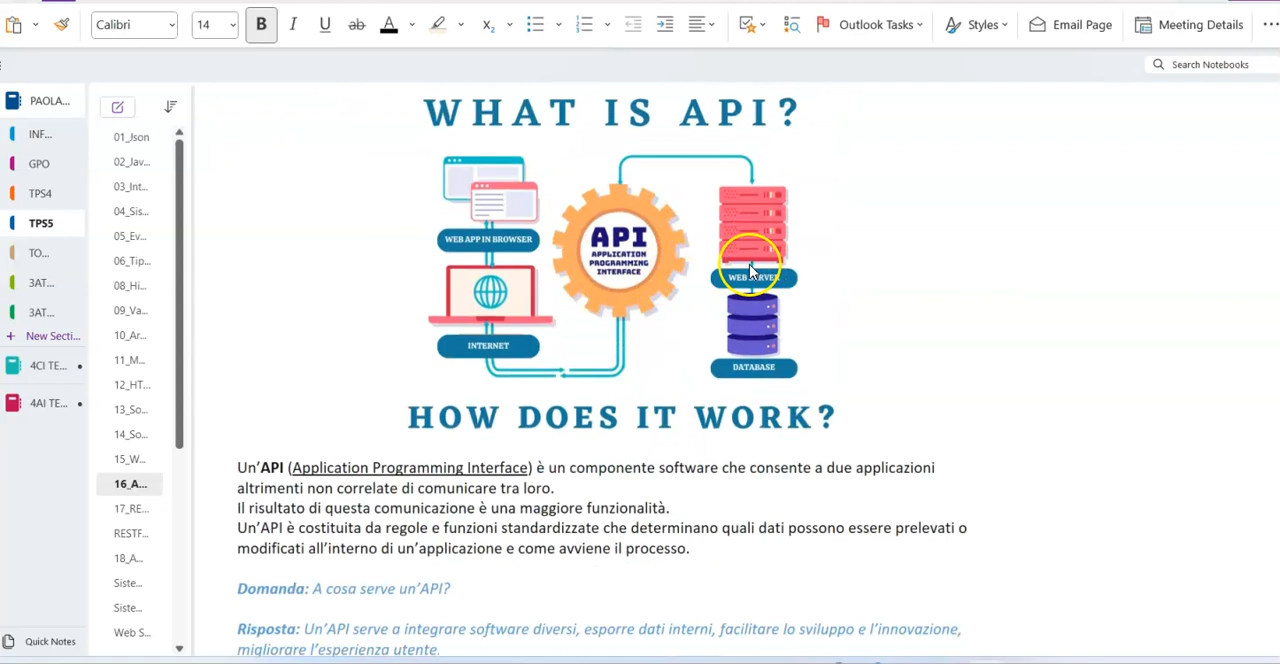 Calibri
14
B I U ab A X2
Outlook Tasks
Styles
Email Page
Meeting Details
Search Notebooks
PAOLA...
INF...
GPO
TPS4
TPS5
TO...
3AT...
3AT...
New Secti...
4CI TE...
4AI TE...
Quick Notes
01_Json
02_Jav...
03_Int...
04_Sis...
05_Ev...
06_Tip...
08_Hi...
09_Va...
10_Ar...
11_M...
12_HT...
13_So...
14_So...
15_W...
16_A...
17_RE...
RESTF...
18_A...
Siste...
Siste...
Web S...
WHAT IS API?
WEB APP IN BROWSER
INTERNET
API
APPLICATION
PROGRAMMING
INTERFACE
WEB SERVER
DATABASE
HOW DOES IT WORK?
Un'API (Application Programming Interface) è un componente software che consente a due applicazioni
altrimenti non correlate di comunicare tra loro.
Il risultato di questa comunicazione è una maggiore funzionalità.
Un'API è costituita da regole e funzioni standardizzate che determinano quali dati possono essere prelevati o
modificati all'interno di un'applicazione e come avviene il processo.
Domanda: A cosa serve un'API?
Risposta: Un'API serve a integrare software diversi, esporre dati interni, facilitare lo sviluppo e l'innovazione,
migliorare l'esperienza utente.